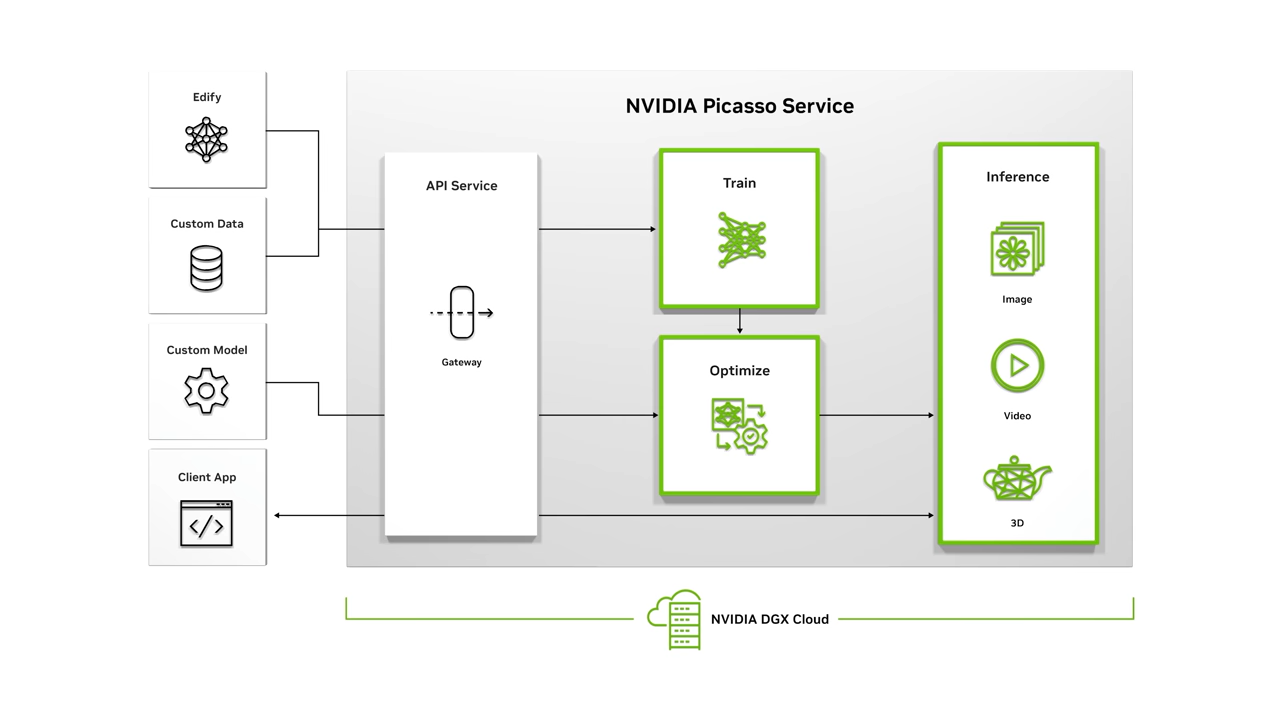 NVIDIA Picasso Service
Edify
Custom Data
Custom Model
Client App
API Service
Gateway
Train
Optimize
Inference
Image
Video
3D
NVIDIA DGX Cloud